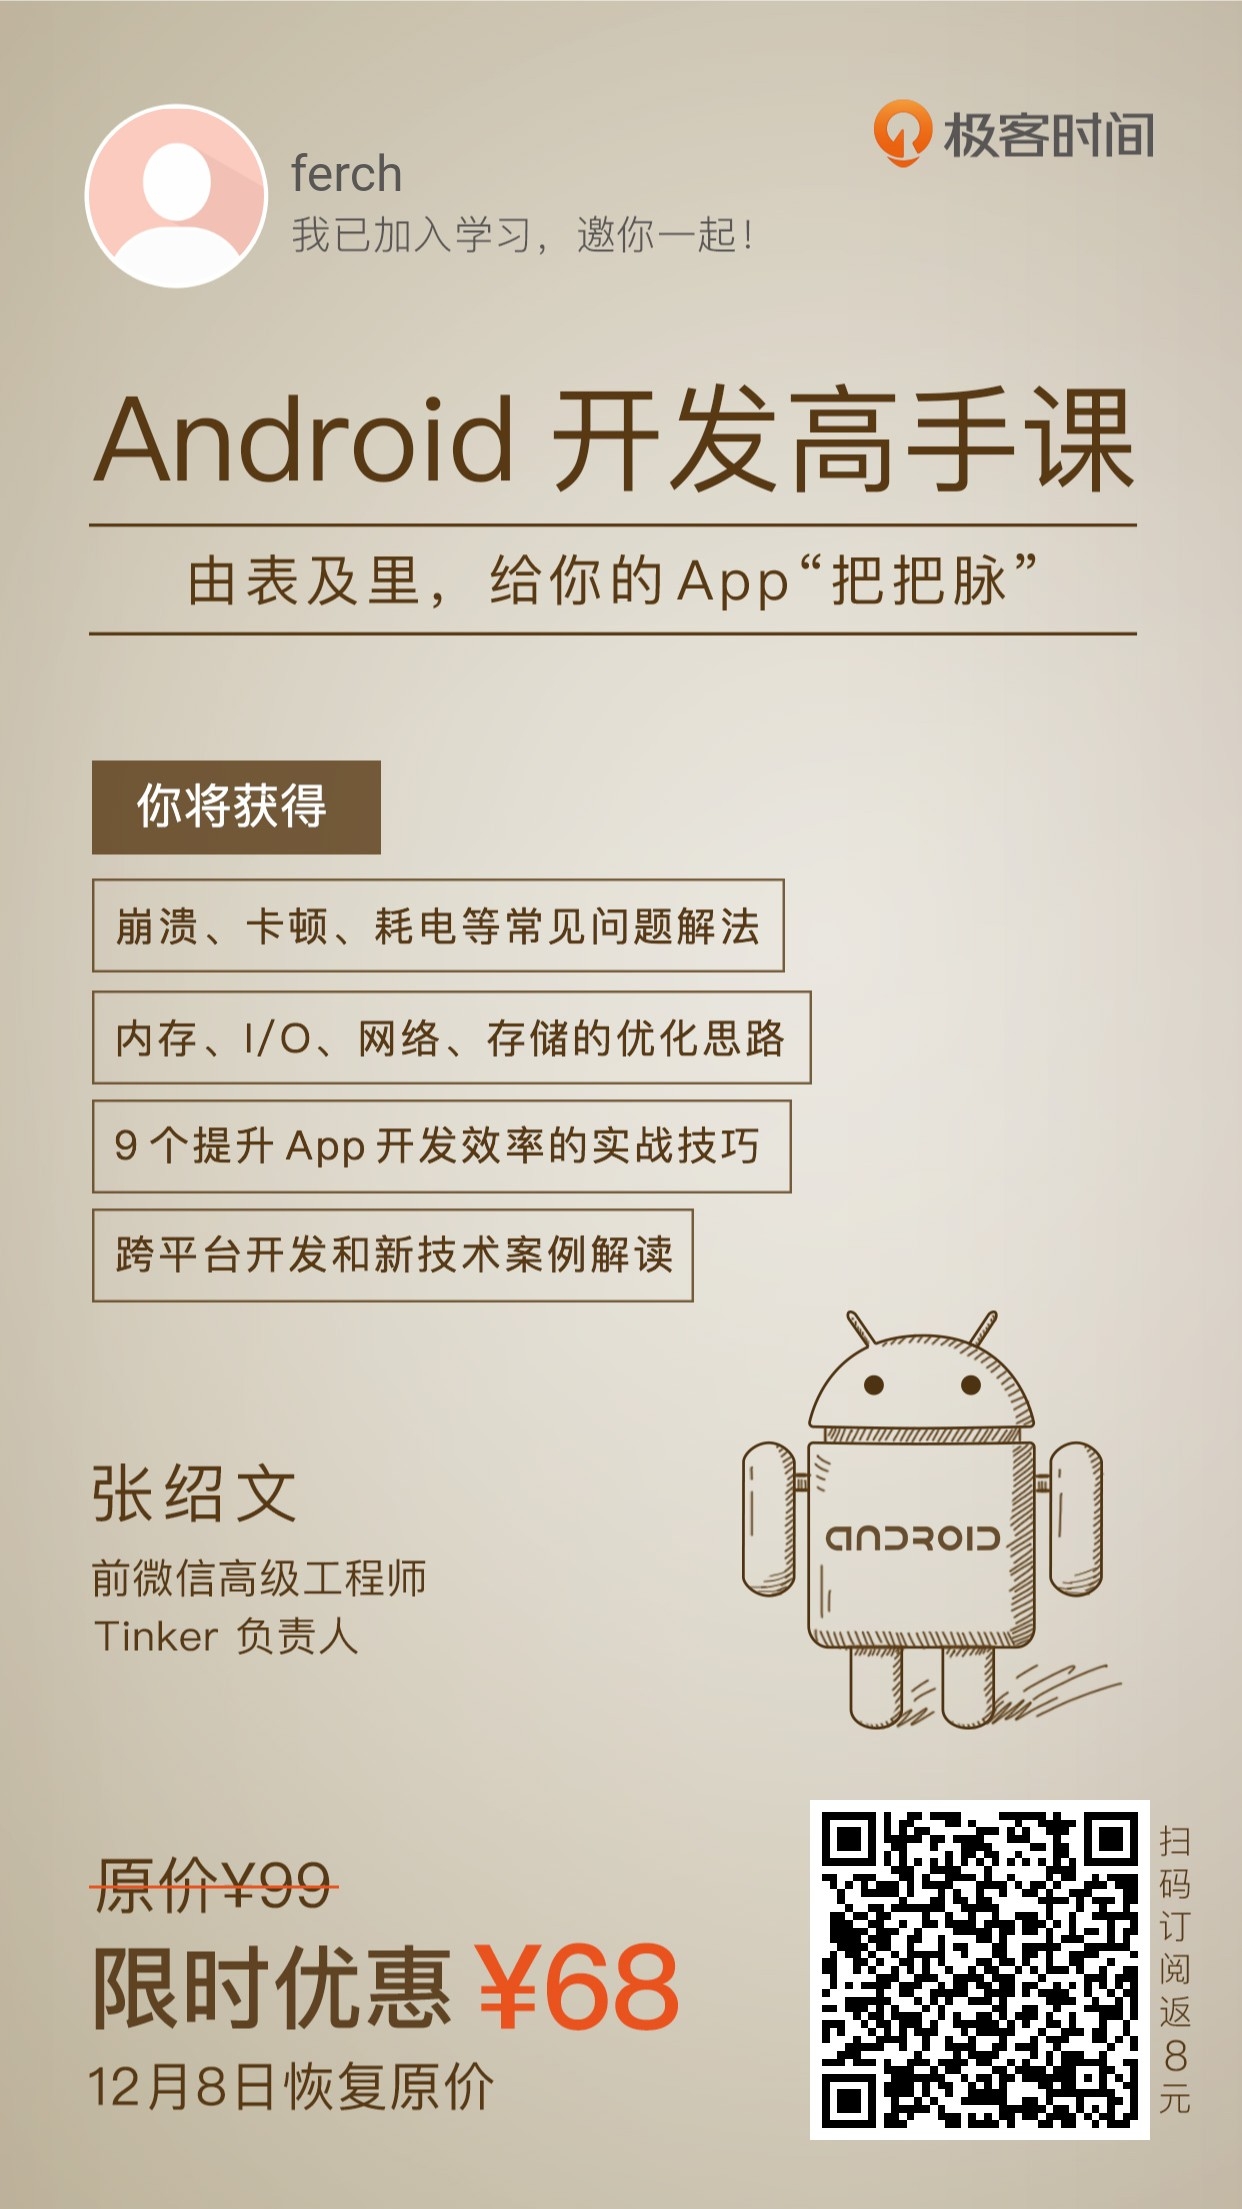 极客时间
ferch
我已加入学习，邀你一起！
Android 开发高手课
由表及里，给你的App“把把脉”
你将获得
崩溃、卡顿、耗电等常见问题解法
内存、I/O、网络、存储的优化思路
9 个提升 App 开发效率的实战技巧
跨平台开发和新技术案例解读
ANDROID
张绍文
前微信高级工程师
Tinker 负责人
原价¥99
限时优惠 ¥68
12月8日恢复原价
扫码订阅返8元